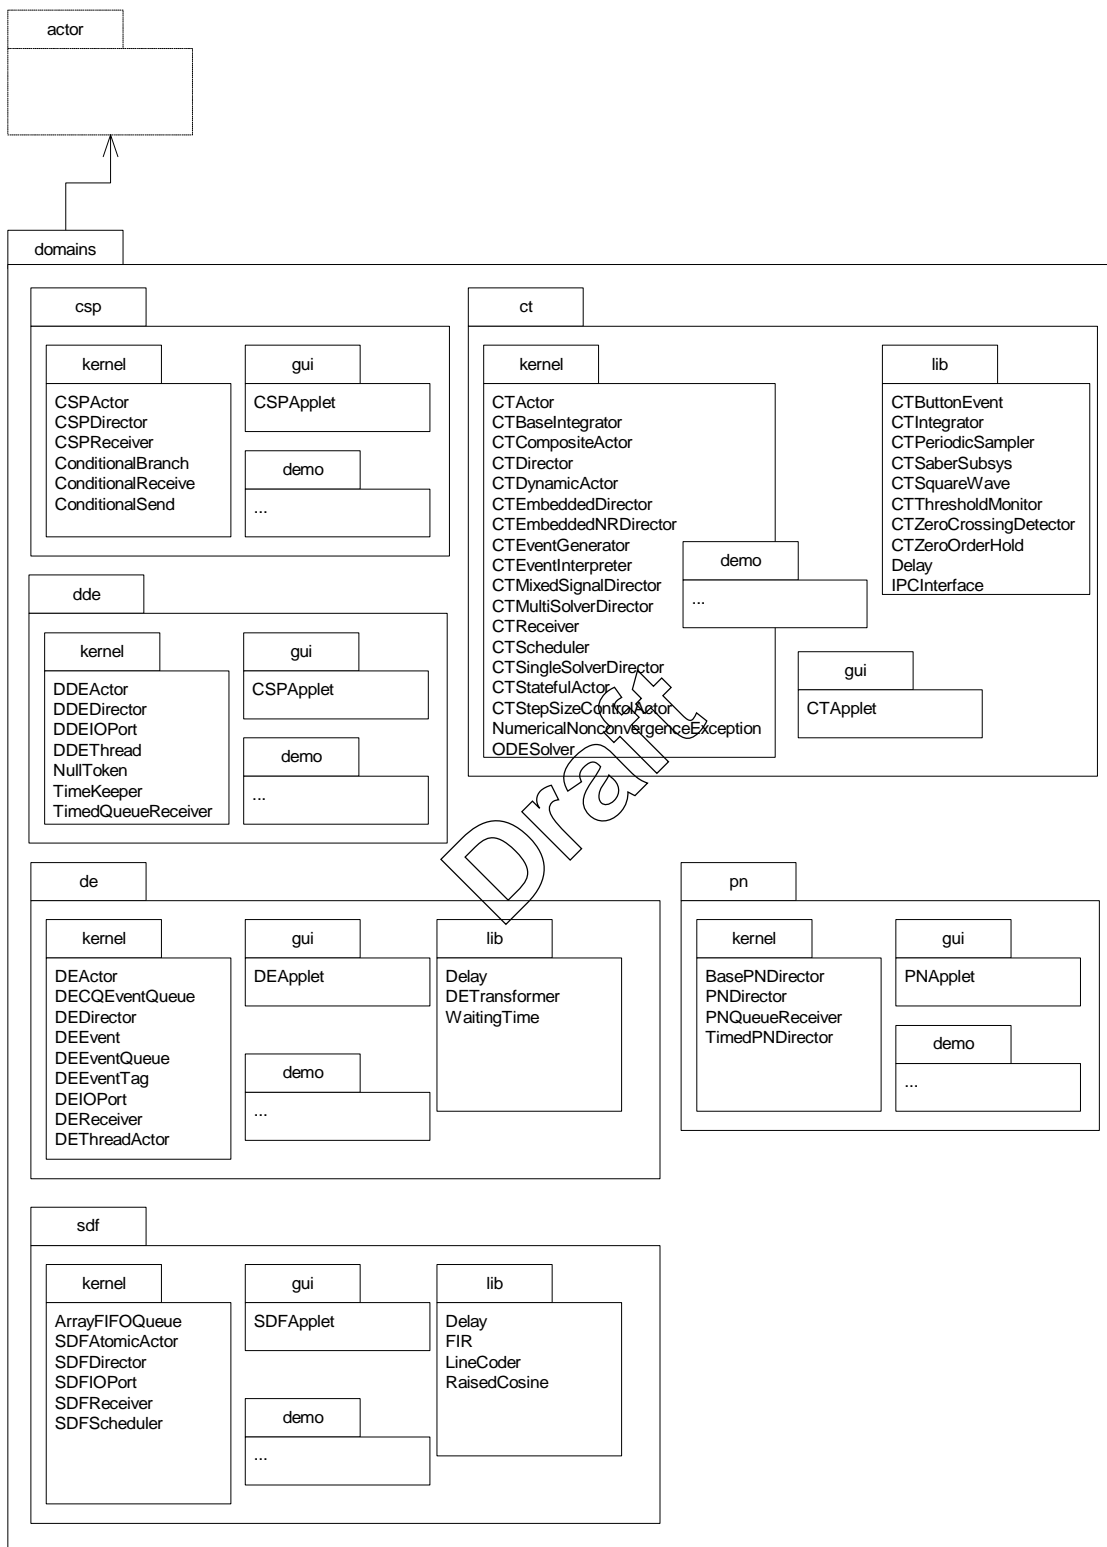 actor
domains
csp
kernel
CSPActor
CSPDirector
CSPReceiver
ConditionalBranch
ConditionalReceive
ConditionalSend
gui
CSPApplet
demo
...
ct
kernel
CTActor
CTBaseIntegrator
CTCompositeActor
CTDirector
CTDynamicActor
CTEmbeddedDirector
CTEmbeddedNRDirector
CTEventGenerator
CTEventInterpreter
CTMixedSignalDirector
CTMultiSolverDirector
CTReceiver
CTScheduler
CTSingleSolverDirector
CTStatefulActor
CTStepSizeControlActor
NumericalNonconvergenceException
ODESolver
demo
...
lib
CTButtonEvent
CTIntegrator
CTPeriodicSampler
CTSaberSubsys
CTSquareWave
CTThresholdMonitor
CTZeroCrossingDetector
CTZeroOrderHold
Delay
IPCInterface
gui
CTApplet
dde
kernel
DDEActor
DDEDirector
DDEIOPort
DDEThread
NullToken
TimeKeeper
TimedQueueReceiver
gui
CSPApplet
demo
...
Draft
de
kernel
DEActor
DECQEventQueue
DEDirector
DEEvent
DEEventQueue
DEEventTag
DEIOPort
DEReceiver
DEThreadActor
gui
DEApplet
demo
...
lib
Delay
DETransformer
WaitingTime
pn
kernel
BasePNDirector
PNDirector
PNQueueReceiver
TimedPNDirector
gui
PNApplet
demo
...
sdf
kernel
ArrayFIFOQueue
SDFAtomicActor
SDFDirector
SDFIOPort
SDFReceiver
SDFScheduler
gui
SDFApplet
demo
...
lib
Delay
FIR
LineCoder
RaisedCosine